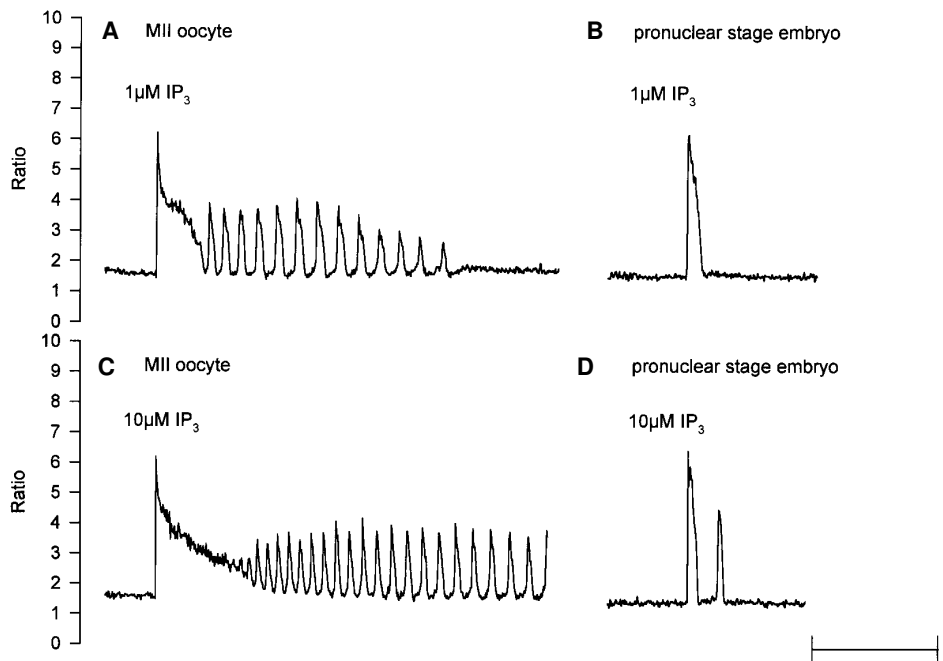 A MII oocyte
B pronuclear stage embryo
1µM IP3
1µM IP3
Ratio
10
9
8
7
6
5
4
3
2
1
0
C MII oocyte
D pronuclear stage embryo
10µM IP3
10µM IP3
Ratio
10
9
8
7
6
5
4
3
2
1
0